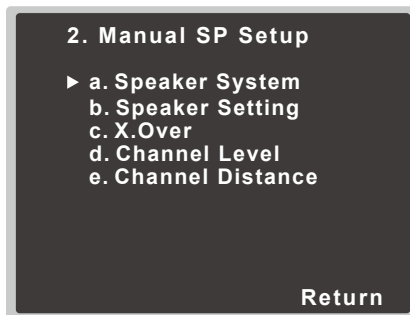 2. Manual SP Setup
▶ a. Speaker System
b. Speaker Setting
c. X.Over
d. Channel Level
e. Channel Distance
Return